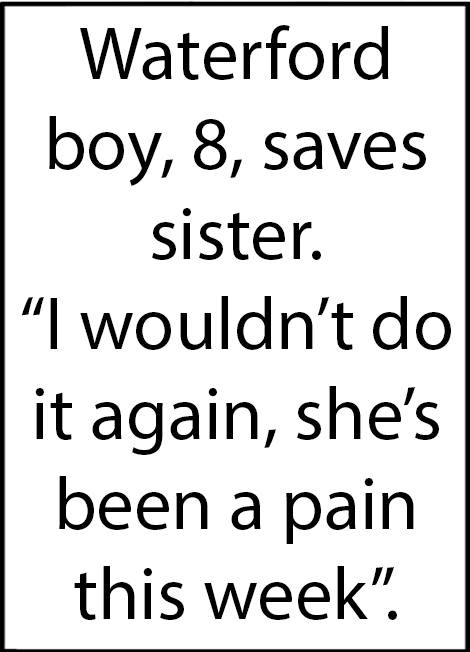 Waterford
boy, 8, saves
sister.
“I wouldn’t do
it again, she’s
been a pain
this week”.